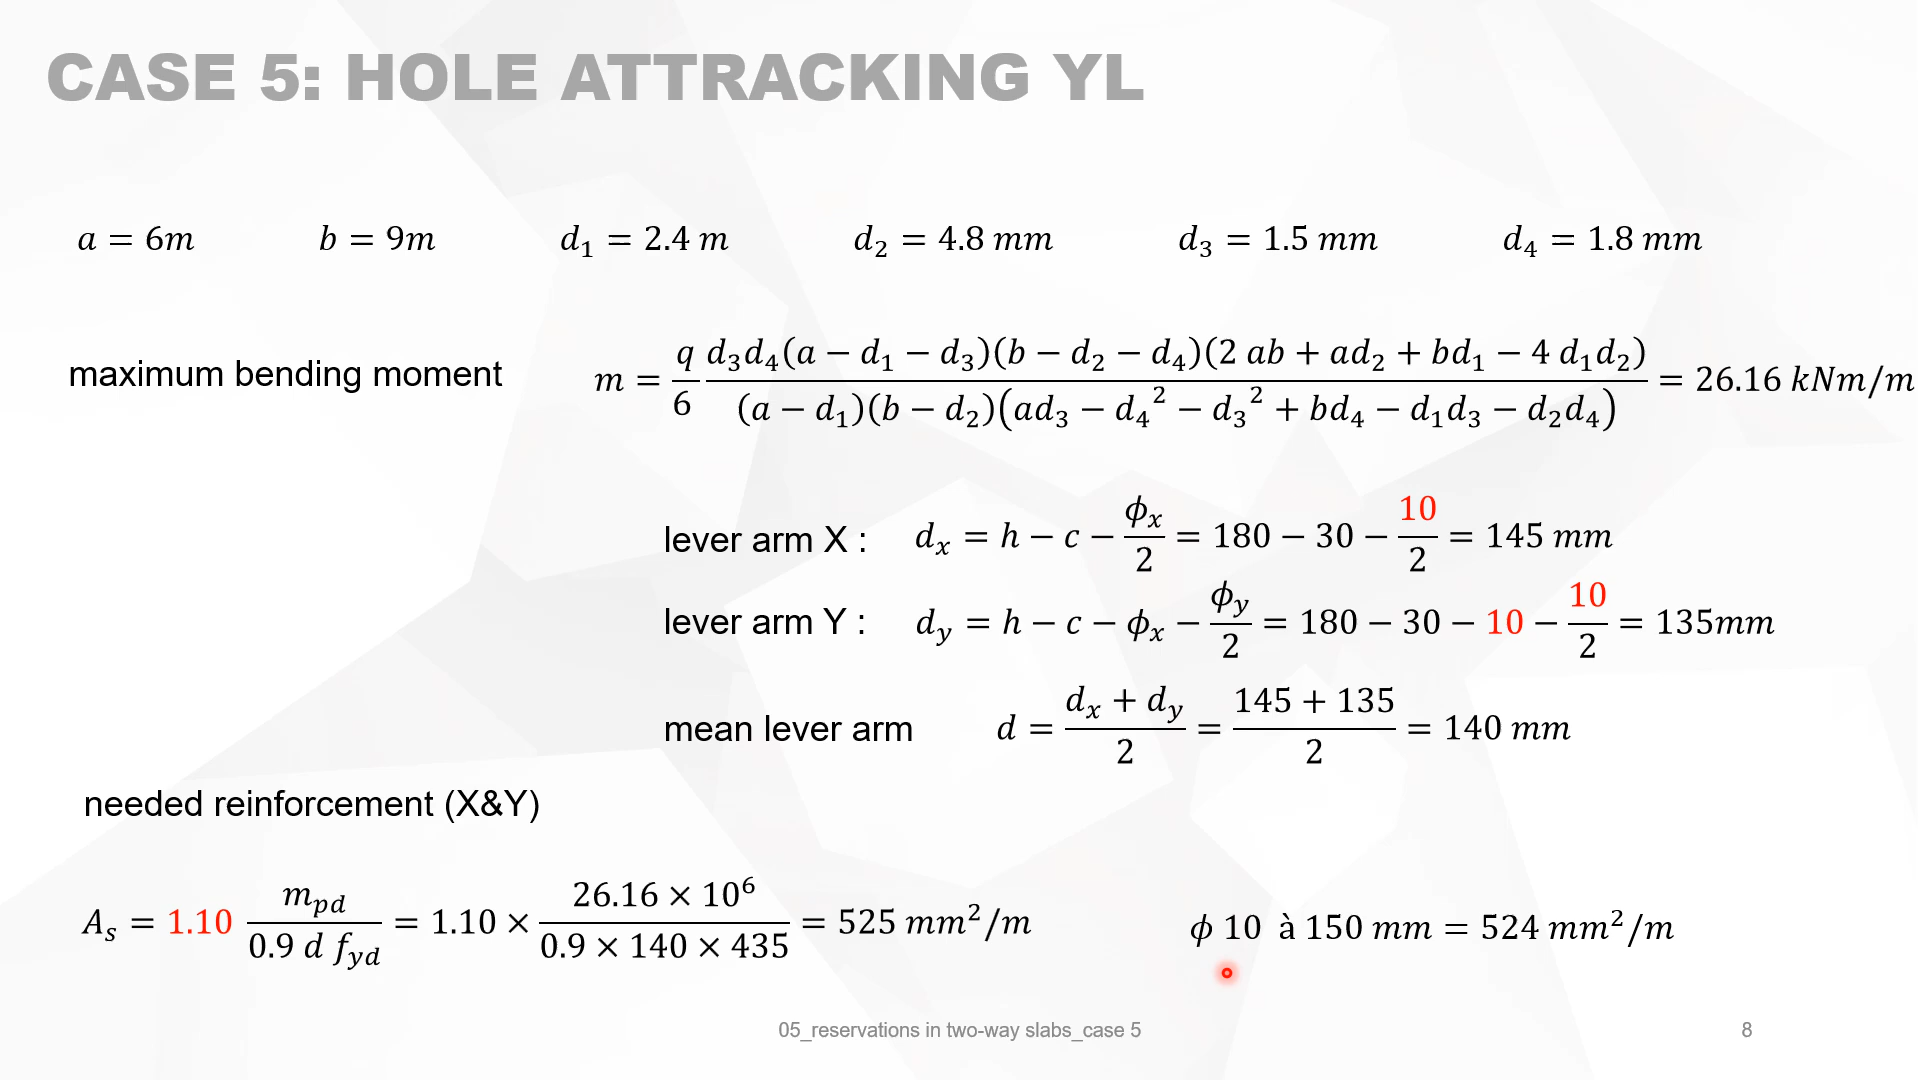 CASE 5: HOLE ATTRACKING YL
a = 6m b = 9m d₁ = 2.4 m d₂ = 4.8 mm d₃ = 1.5 mm d₄ = 1.8 mm
maximum bending moment m = q/6 d₃d₄(a − d₁ − d₃)(b − d₂ − d₄)(2 ab + ad₂ + bd₁ − 4 d₁d₂) / (a − d₁)(b − d₂)(ad₃ − d₄² − d₃² + bd₄ − d₁d₃ − d₂d₄) = 26.16 kNm/m
lever arm X : dₓ = h − c − ϕₓ/2 = 180 − 30 − 10/2 = 145 mm
lever arm Y : d_y = h − c − ϕₓ − ϕ_y/2 = 180 − 30 − 10 − 10/2 = 135mm
mean lever arm d = (dₓ + d_y)/2 = (145 + 135)/2 = 140 mm
needed reinforcement (X&Y)
Aₛ = 1.10 m_pd / 0.9 d f_yd = 1.10 × 26.16 × 10⁶ / 0.9 × 140 × 435 = 525 mm²/m ϕ 10 à 150 mm = 524 mm²/m
05_reservations in two-way slabs_case 5 8